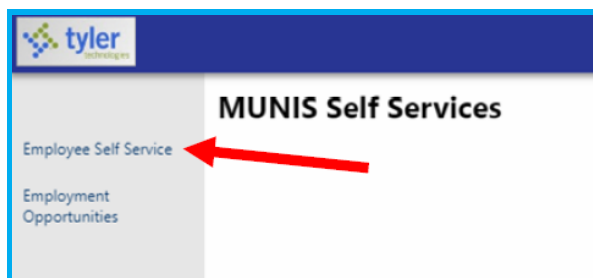 tyler
technologies
MUNIS Self Services
Employee Self Service
Employment
Opportunities